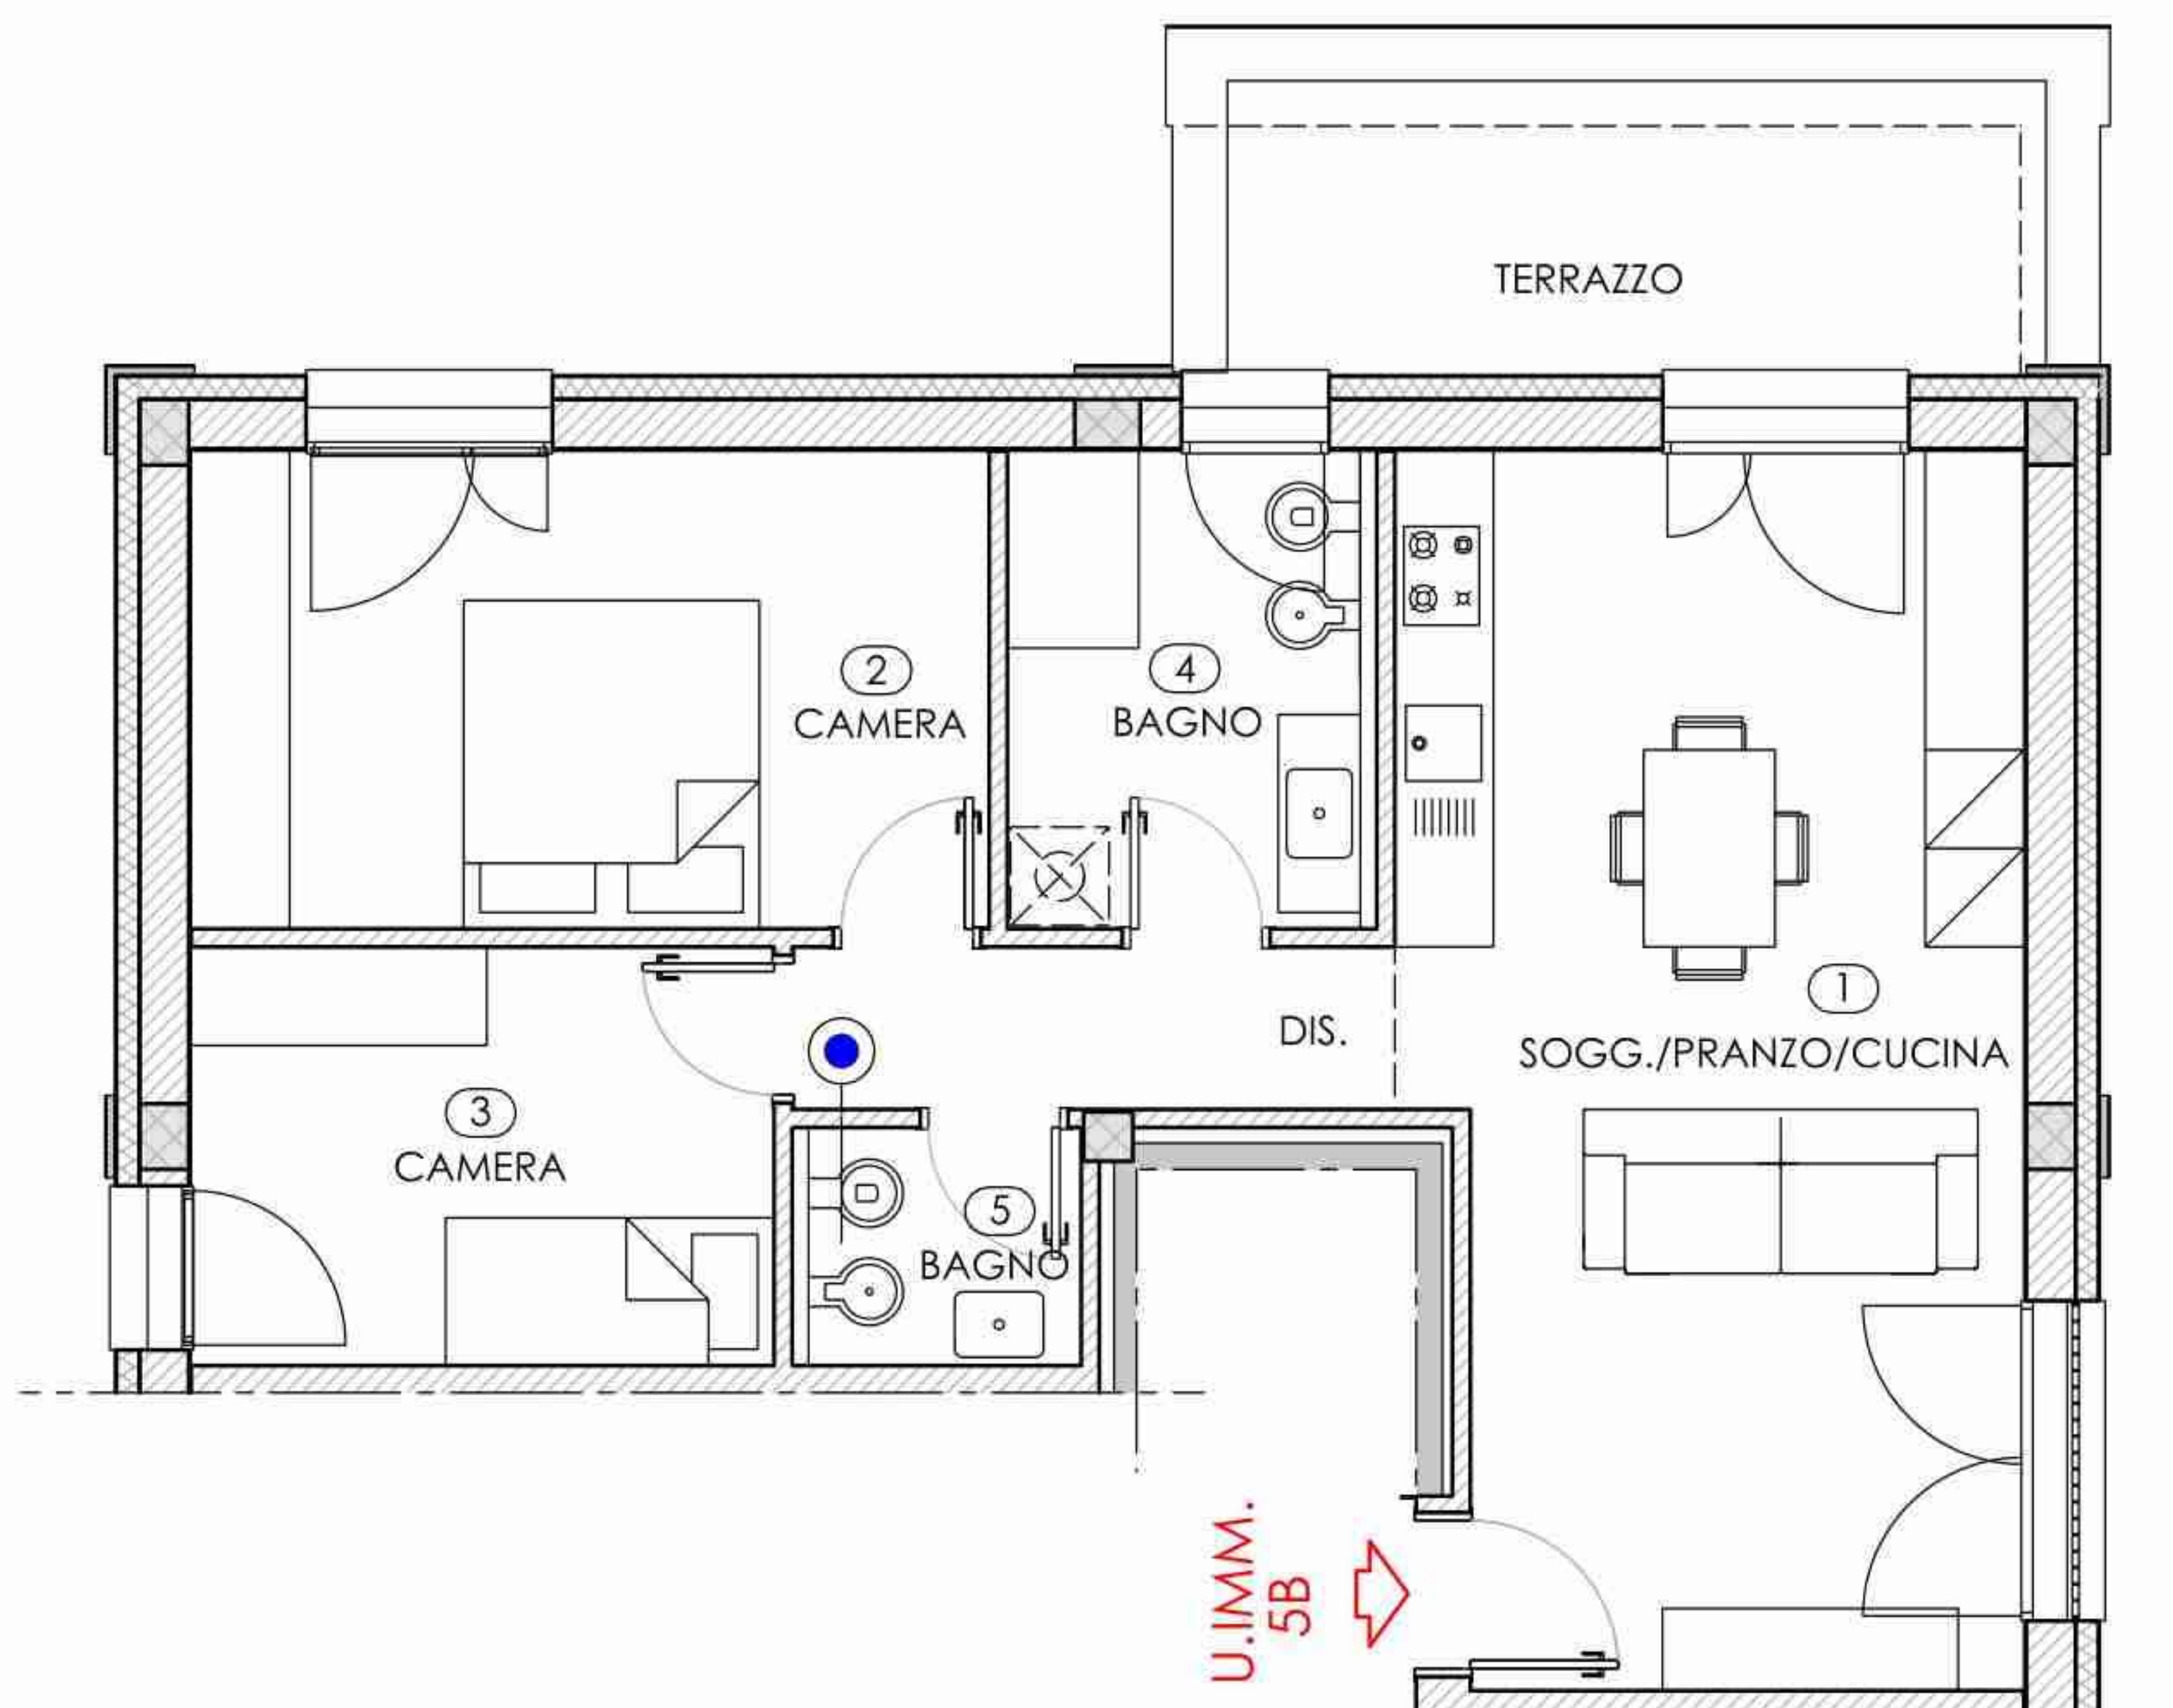 TERRAZZO
2
CAMERA
4
BAGNO
1
SOGG./PRANZO/CUCINA
DIS.
3
CAMERA
5
BAGNO
U.IMM.
5B